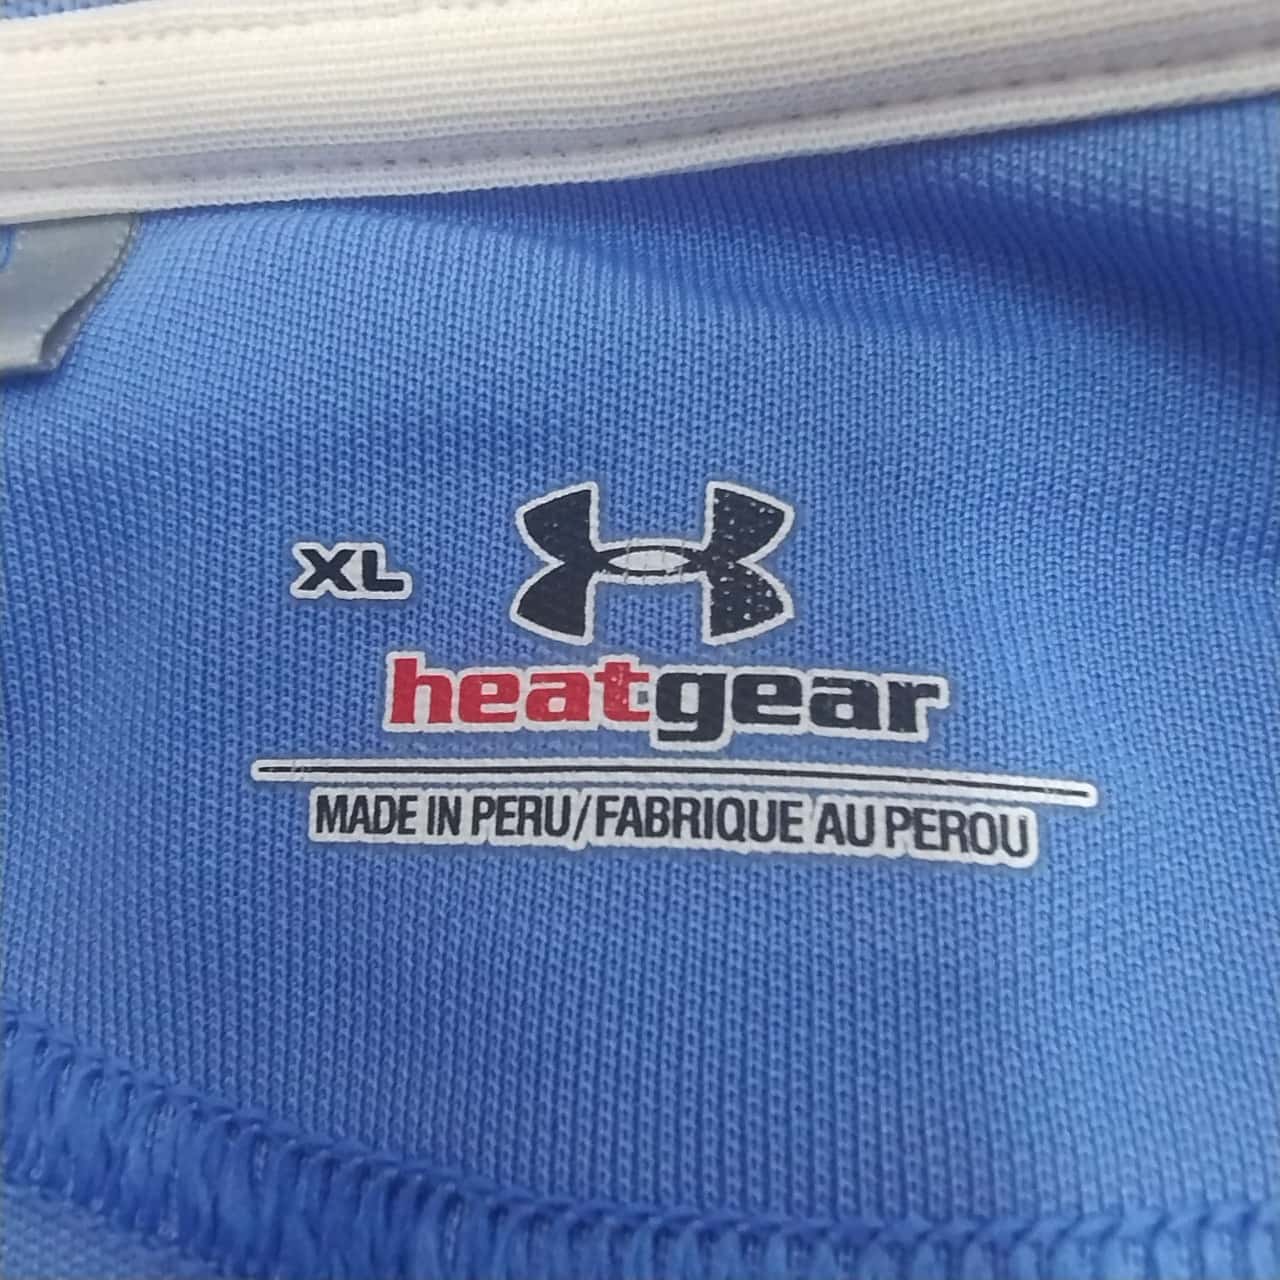 XL
heatgear
MADE IN PERU/FABRIQUE AU PEROU